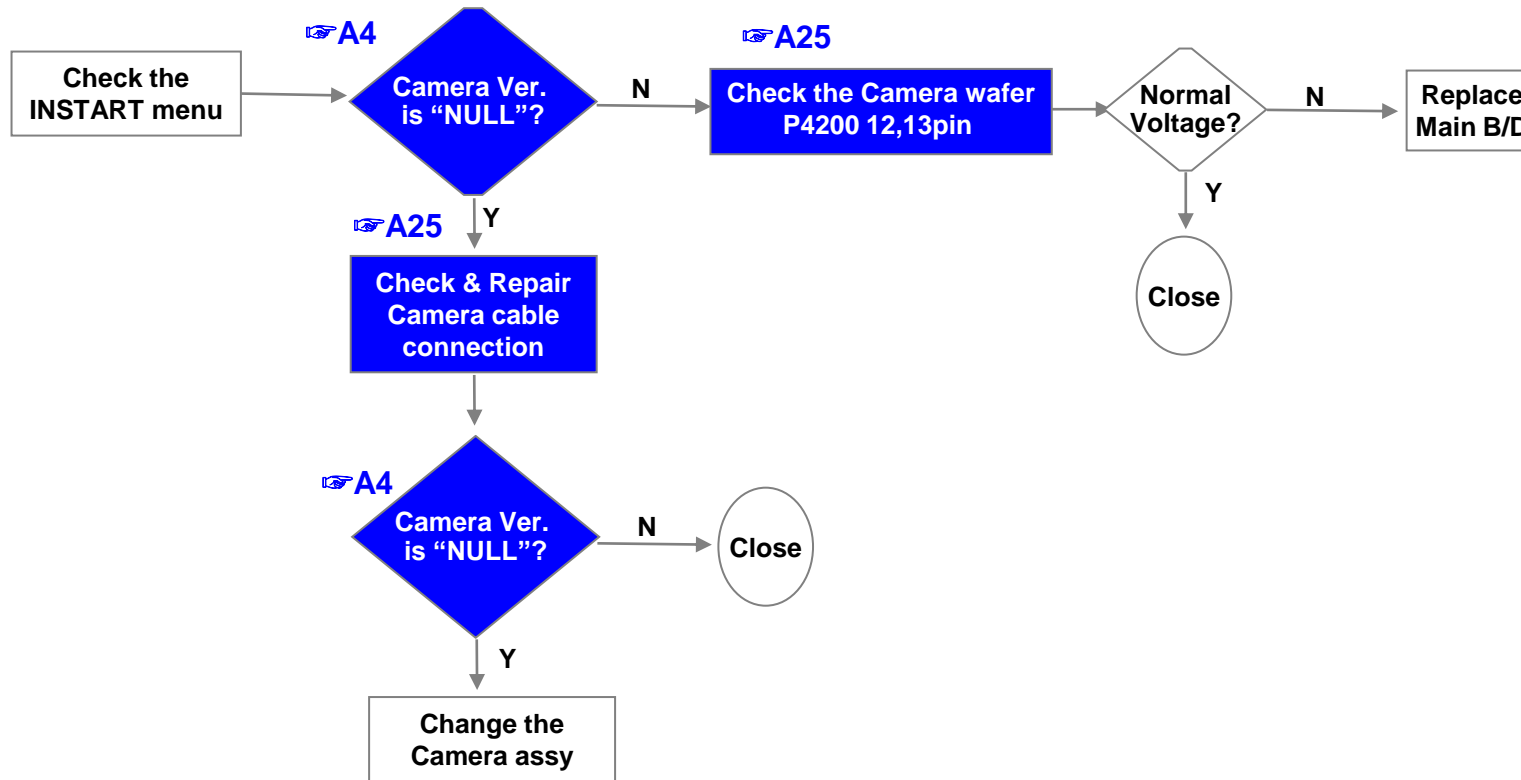 ☞A4
☞A25
Check the
INSTART menu
Camera Ver.
is “NULL”?
N
Check the Camera wafer
P4200 12,13pin
Normal
Voltage?
N
Replace
Main B/D
Y
☞A25
Y
Check & Repair
Camera cable
connection
Close
☞A4
Camera Ver.
is “NULL”?
N
Close
Y
Change the
Camera assy